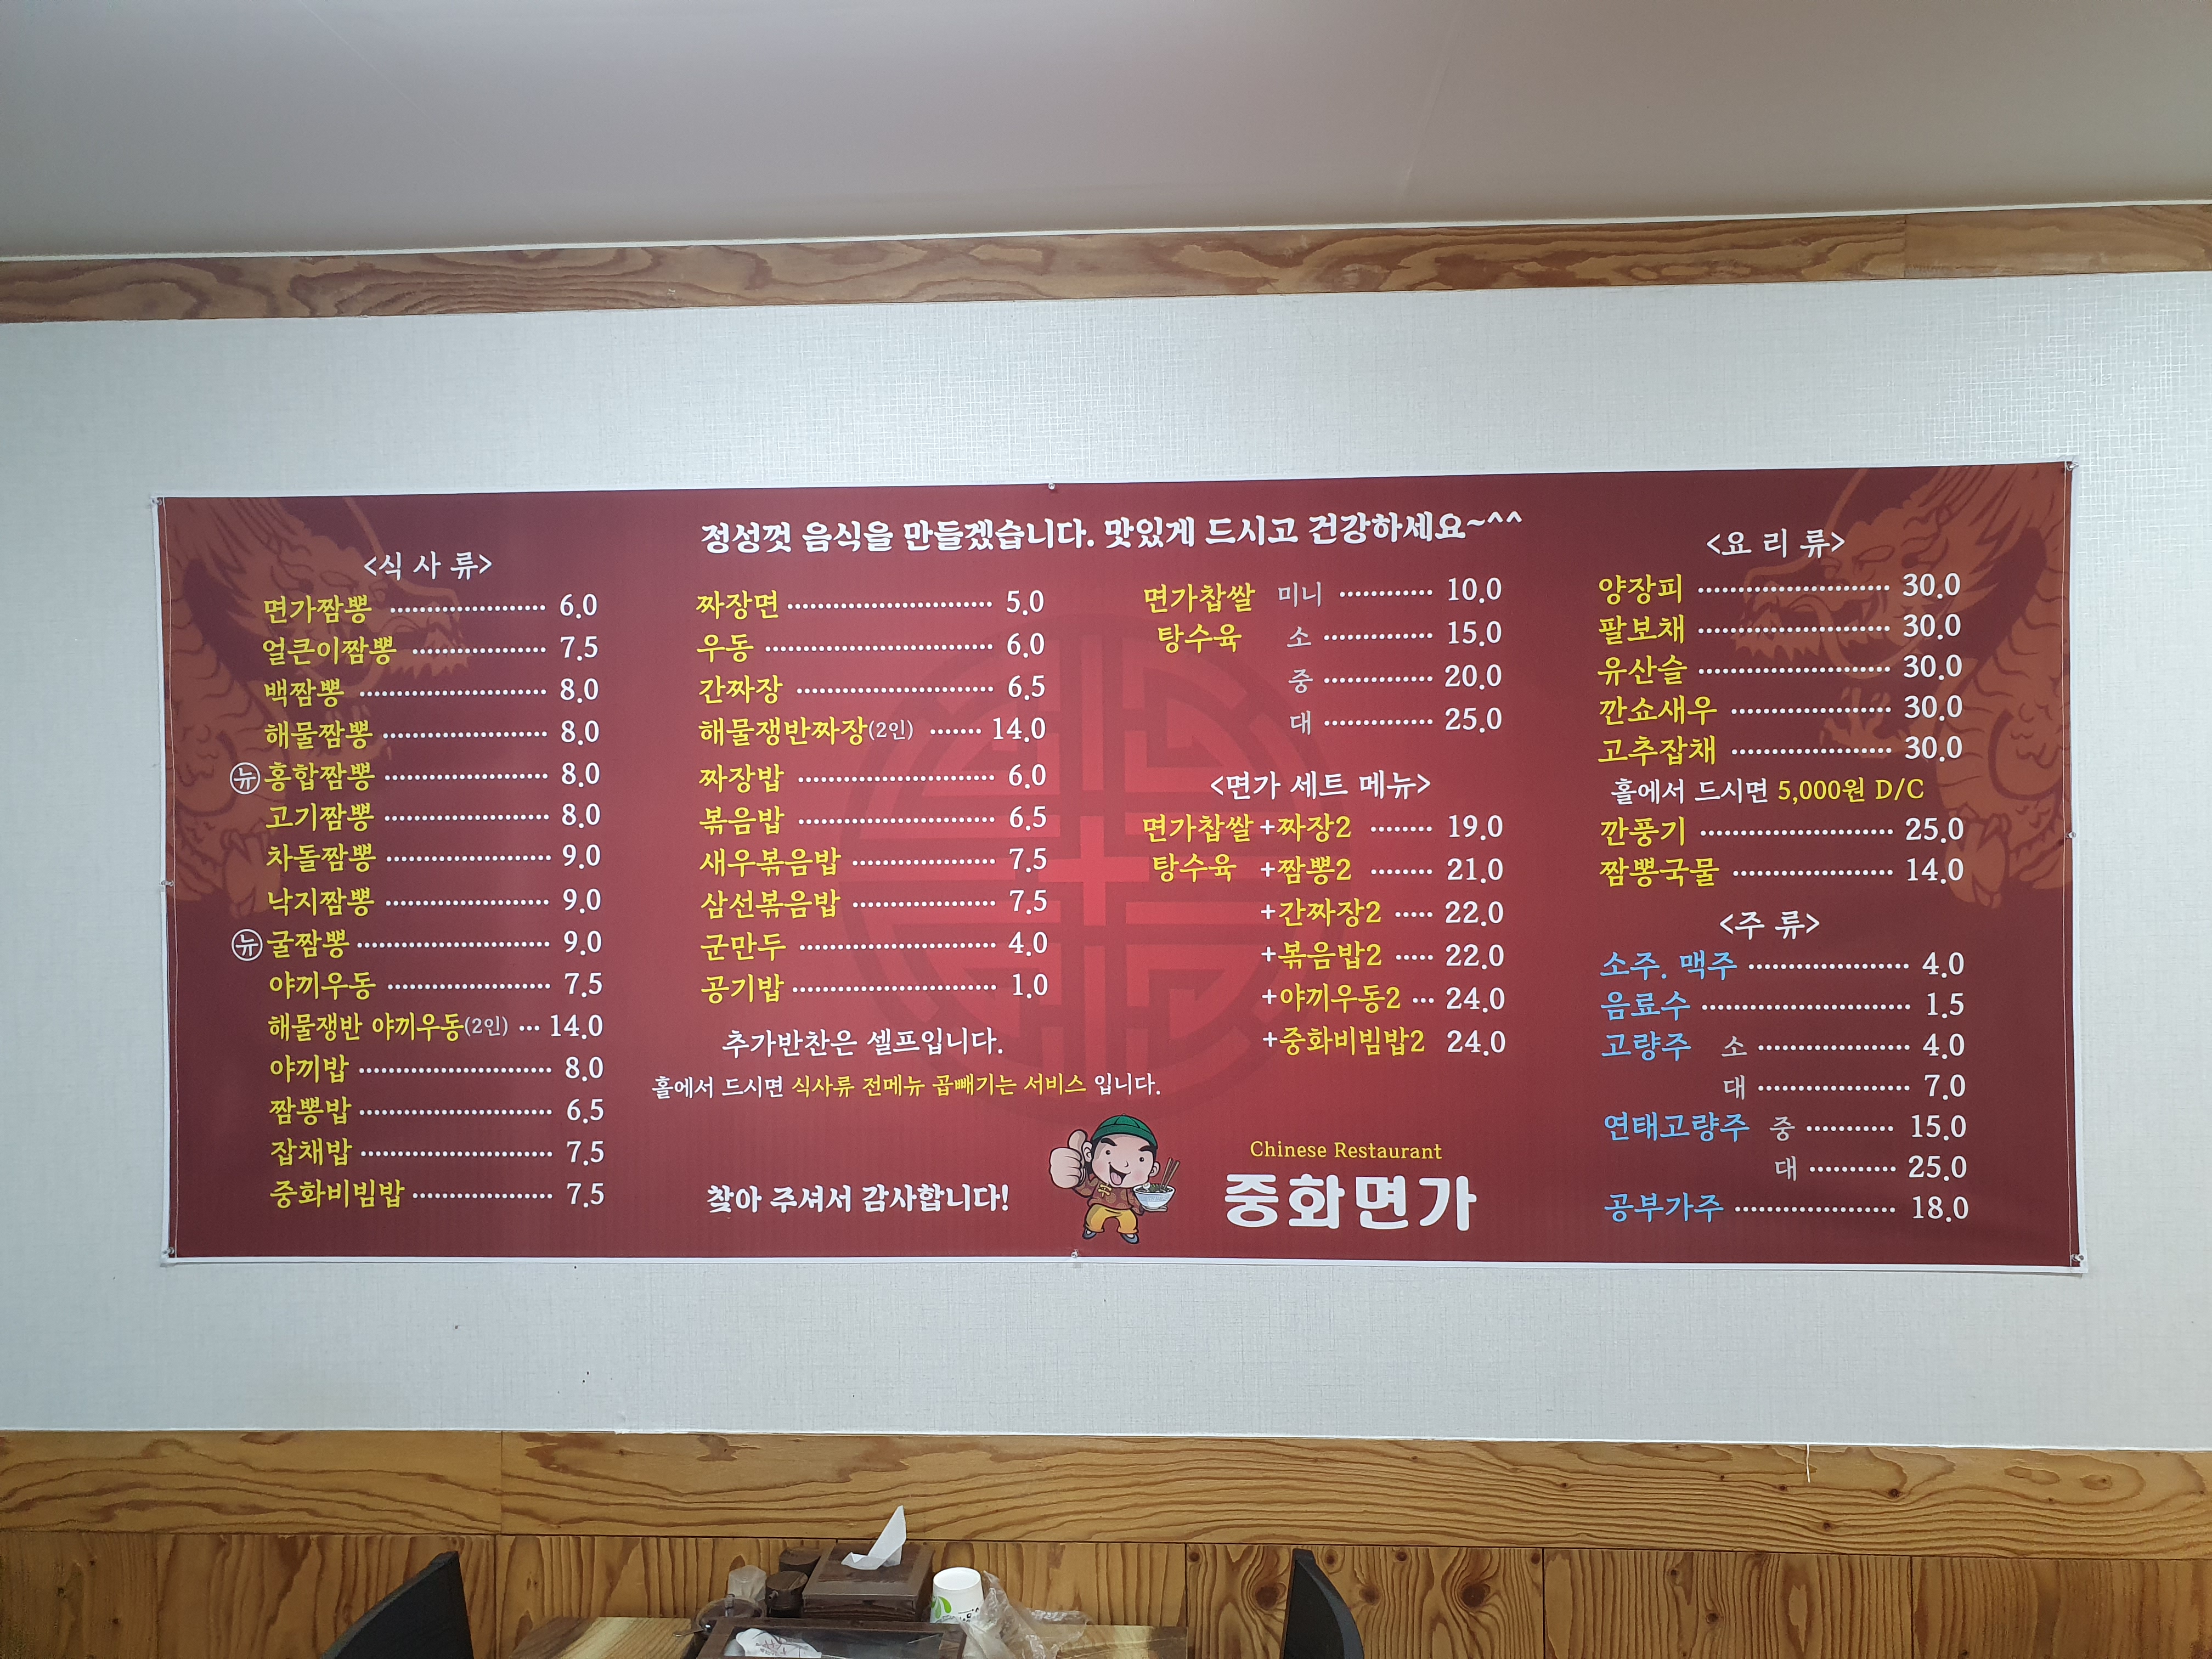 정성껏 음식을 만들겠습니다. 맛있게 드시고 건강하세요~^^
<식 사 류>
면가짬뽕 6.0
얼큰이짬뽕 7.5
백짬뽕 8.0
해물짬뽕 8.0
뉴 홍합짬뽕 8.0
고기짬뽕 8.0
차돌짬뽕 9.0
낙지짬뽕 9.0
뉴 굴짬뽕 9.0
야끼우동 7.5
해물쟁반 야끼우동(2인) 14.0
야끼밥 8.0
짬뽕밥 6.5
잡채밥 7.5
중화비빔밥 7.5
짜장면 5.0
우동 6.0
간짜장 6.5
해물쟁반짜장(2인) 14.0
짜장밥 6.0
볶음밥 6.5
새우볶음밥 7.5
삼선볶음밥 7.5
군만두 4.0
공기밥 1.0
추가반찬은 셀프입니다.
홀에서 드시면 식사류 전메뉴 곱빼기는 서비스 입니다.
찾아 주셔서 감사합니다!
면가찹쌀 미니 10.0
탕수육 소 15.0
중 20.0
대 25.0
<면가 세트 메뉴>
면가찹쌀 +짜장2 19.0
탕수육 +짬뽕2 21.0
+간짜장2 22.0
+볶음밥2 22.0
+야끼우동2 24.0
+중화비빔밥2 24.0
Chinese Restaurant
중화면가
<요 리 류>
양장피 30.0
팔보채 30.0
유산슬 30.0
깐쇼새우 30.0
고추잡채 30.0
홀에서 드시면 5,000원 D/C
깐풍기 25.0
짬뽕국물 14.0
<주 류>
소주. 맥주 4.0
음료수 1.5
고량주 소 4.0
대 7.0
연태고량주 중 15.0
대 25.0
공부가주 18.0